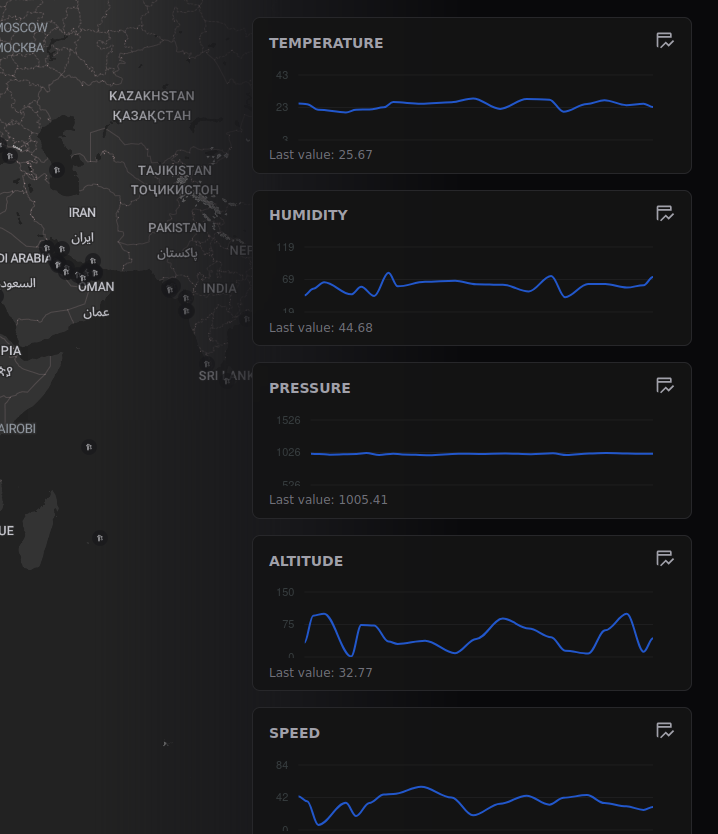 MOSCOW
МОСКВА
KAZAKHSTAN
ҚАЗАҚСТАН
TAJIKISTAN
ТОҶИКИСТОН
IRAN
ایران
PAKISTAN
پاکستان
DI ARABIA
السعود
OMAN
عمان
NEP
INDIA
PIA
SRI LANK
AIROBI
UE
TEMPERATURE
43
23
3
Last value: 25.67
HUMIDITY
119
69
19
Last value: 44.68
PRESSURE
1526
1026
526
Last value: 1005.41
ALTITUDE
150
75
0
Last value: 32.77
SPEED
84
42
0